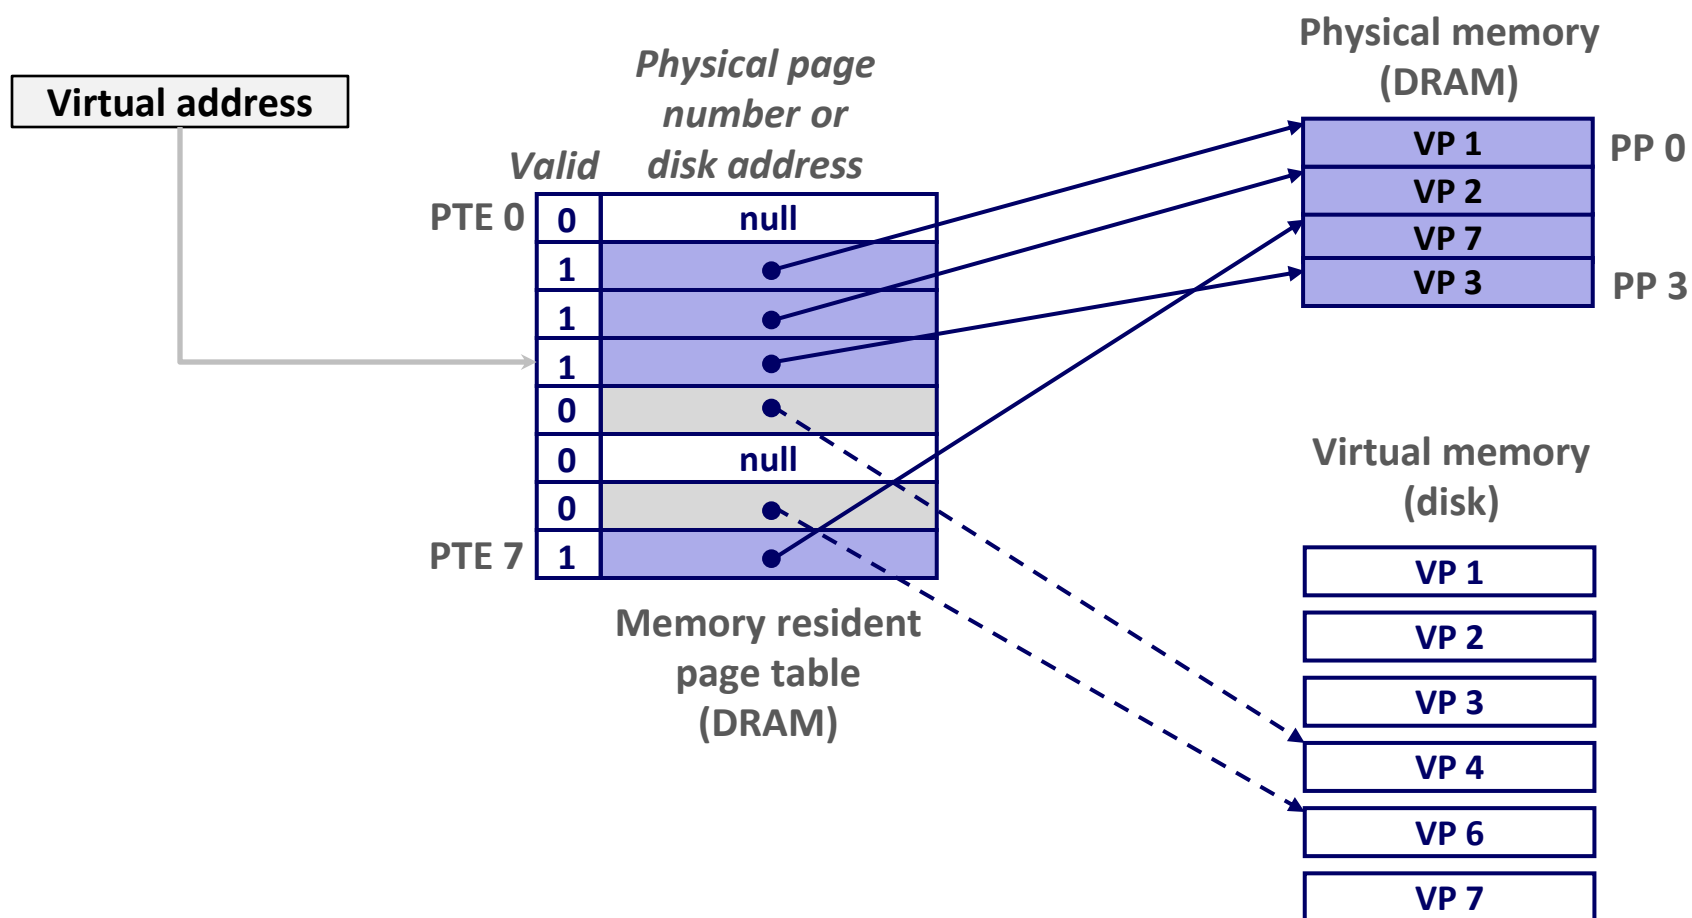 Virtual address
Physical page
number or
disk address
Valid
PTE 0
0 null
1
1
1
0
0 null
0
PTE 7 1
Memory resident
page table
(DRAM)
Physical memory
(DRAM)
VP 1 PP 0
VP 2
VP 7
VP 3 PP 3
Virtual memory
(disk)
VP 1
VP 2
VP 3
VP 4
VP 6
VP 7